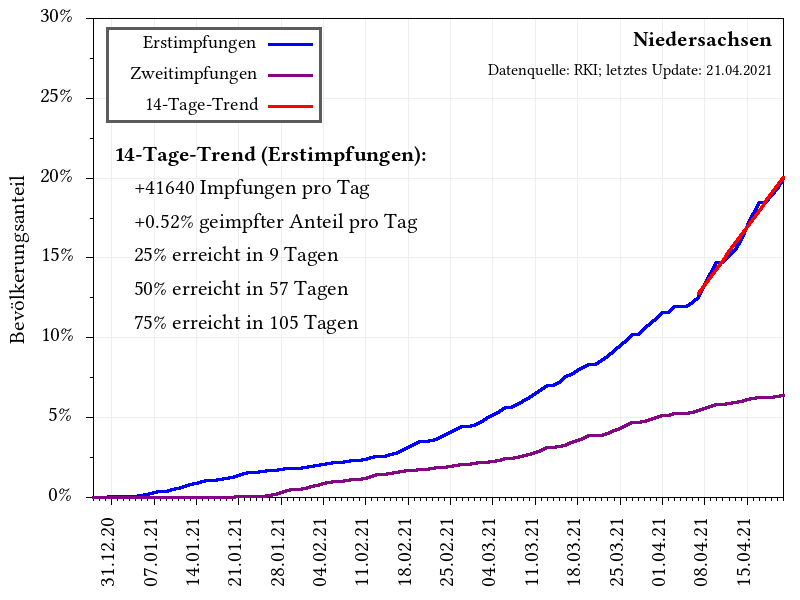 30%
25%
20%
15%
10%
5%
0%
Bevölkerungsanteil
Erstimpfungen
Zweitimpfungen
14-Tage-Trend
Niedersachsen
Datenquelle: RKI; letztes Update: 21.04.2021
14-Tage-Trend (Erstimpfungen):
+41640 Impfungen pro Tag
+0.52% geimpfter Anteil pro Tag
25% erreicht in 9 Tagen
50% erreicht in 57 Tagen
75% erreicht in 105 Tagen
31.12.20
07.01.21
14.01.21
21.01.21
28.01.21
04.02.21
11.02.21
18.02.21
25.02.21
04.03.21
11.03.21
18.03.21
25.03.21
01.04.21
08.04.21
15.04.21